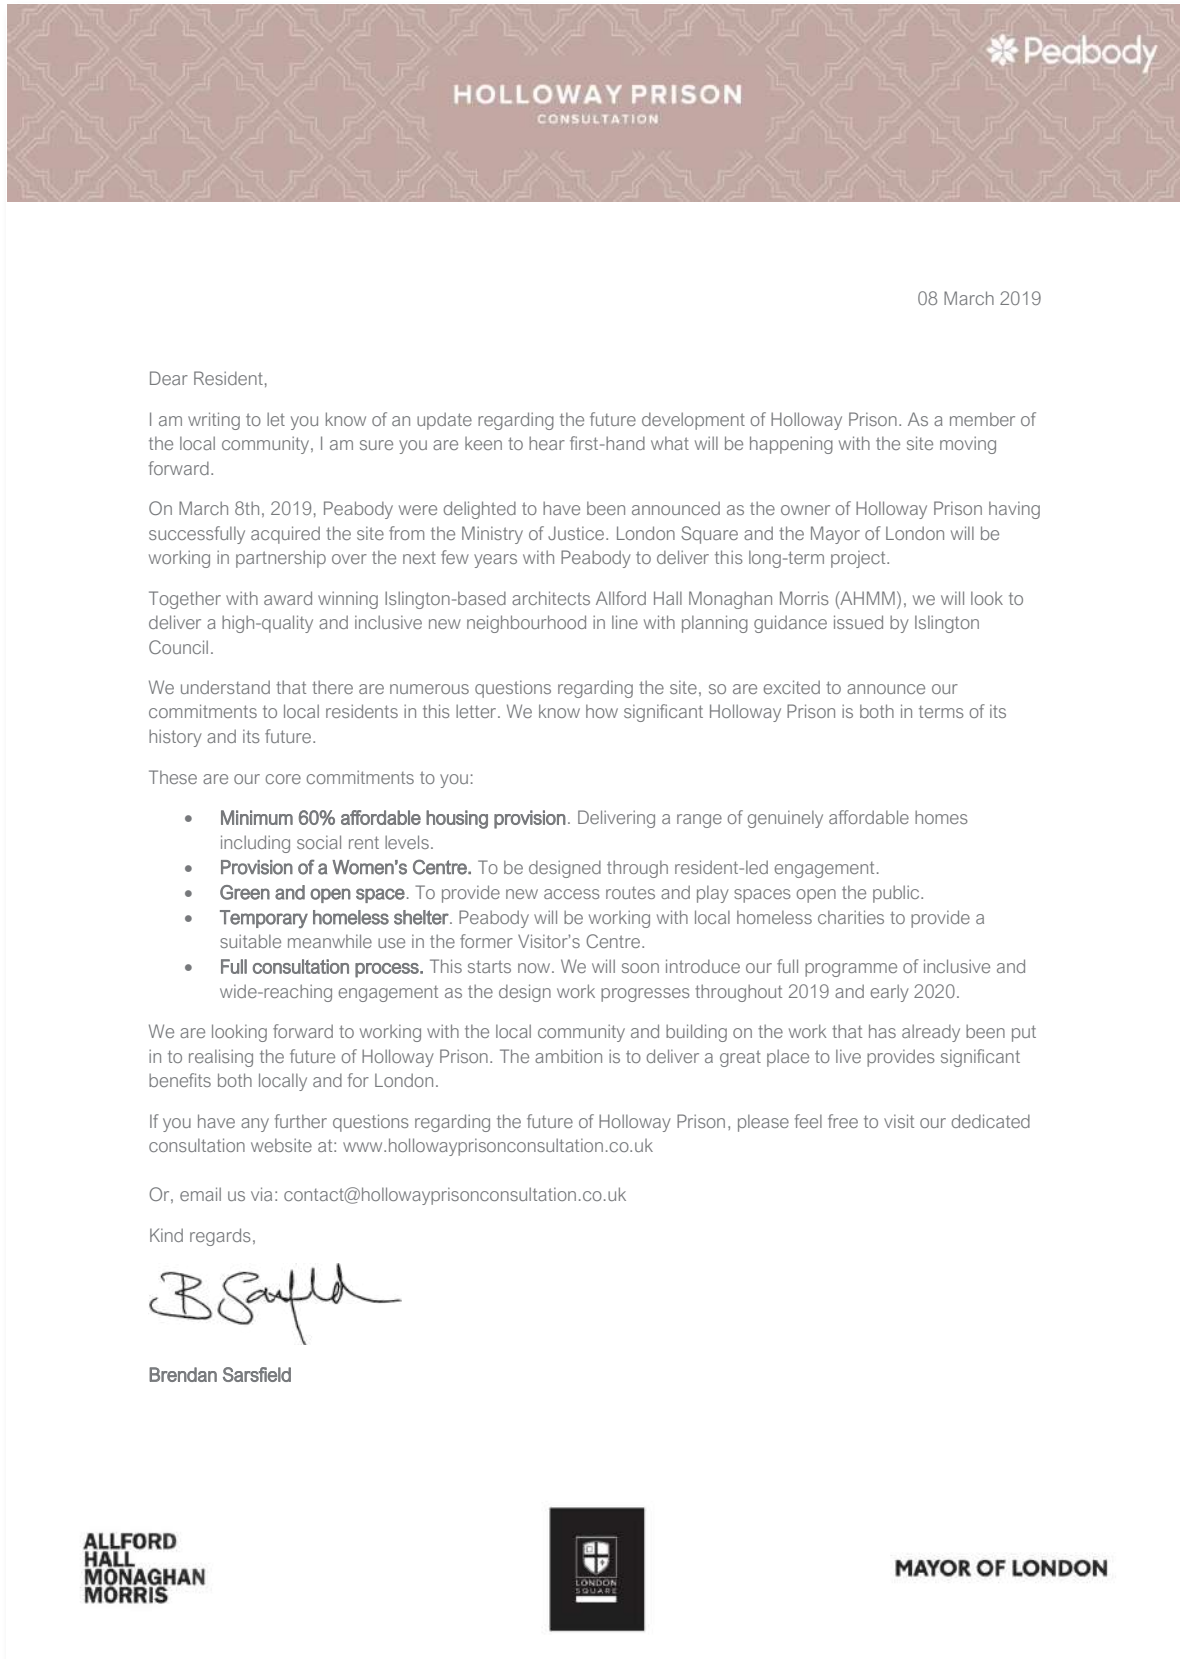 Peabody
HOLLOWAY PRISON
CONSULTATION
08 March 2019
Dear Resident,
I am writing to let you know of an update regarding the future development of Holloway Prison. As a member of
the local community, I am sure you are keen to hear first-hand what will be happening with the site moving
forward.
On March 8th, 2019, Peabody were delighted to have been announced as the owner of Holloway Prison having
successfully acquired the site from the Ministry of Justice. London Square and the Mayor of London will be
working in partnership over the next few years with Peabody to deliver this long-term project.
Together with award winning Islington-based architects Allford Hall Monaghan Morris (AHMM), we will look to
deliver a high-quality and inclusive new neighbourhood in line with planning guidance issued by Islington
Council.
We understand that there are numerous questions regarding the site, so are excited to announce our
commitments to local residents in this letter. We know how significant Holloway Prison is both in terms of its
history and its future.
These are our core commitments to you:
• Minimum 60% affordable housing provision. Delivering a range of genuinely affordable homes
including social rent levels.
• Provision of a Women's Centre. To be designed through resident-led engagement.
• Green and open space. To provide new access routes and play spaces open the public.
• Temporary homeless shelter. Peabody will be working with local homeless charities to provide a
suitable meanwhile use in the former Visitor's Centre.
• Full consultation process. This starts now. We will soon introduce our full programme of inclusive and
wide-reaching engagement as the design work progresses throughout 2019 and early 2020.
We are looking forward to working with the local community and building on the work that has already been put
in to realising the future of Holloway Prison. The ambition is to deliver a great place to live provides significant
benefits both locally and for London.
If you have any further questions regarding the future of Holloway Prison, please feel free to visit our dedicated
consultation website at: www.hollowayprisonconsultation.co.uk
Or, email us via: contact@hollowayprisonconsultation.co.uk
Kind regards,
B Sarsfield
Brendan Sarsfield
ALLFORD
HALL
MONAGHAN
MORRIS
LONDON
SQUARE
MAYOR OF LONDON